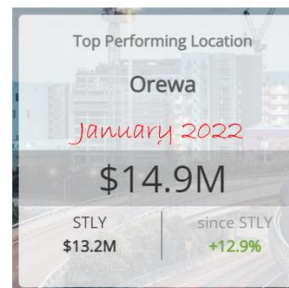 Top Performing Location
Orewa
January 2022
$14.9M
STLY
$13.2M
since STLY
+12.9%